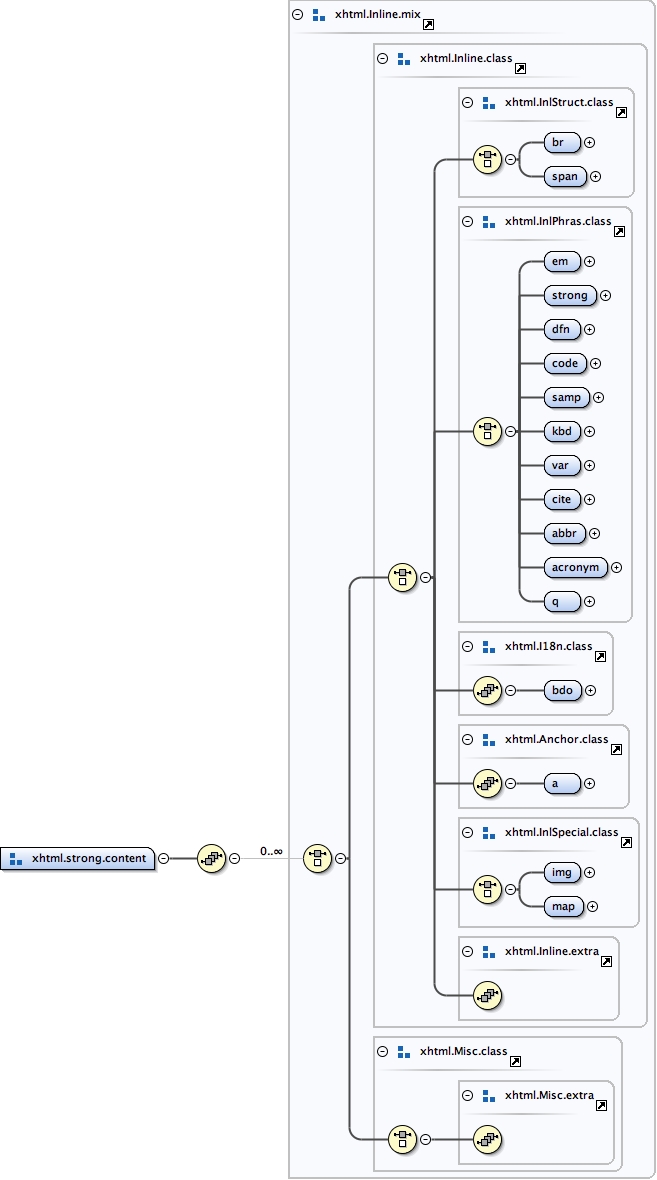 xhtml.Inline.mix
xhtml.Inline.class
xhtml.InlStruct.class
br
span
xhtml.InlPhras.class
em
strong
dfn
code
samp
kbd
var
cite
abbr
acronym
q
xhtml.I18n.class
bdo
xhtml.Anchor.class
a
xhtml.strong.content
0..∞
xhtml.InlSpecial.class
img
map
xhtml.Inline.extra
xhtml.Misc.class
xhtml.Misc.extra